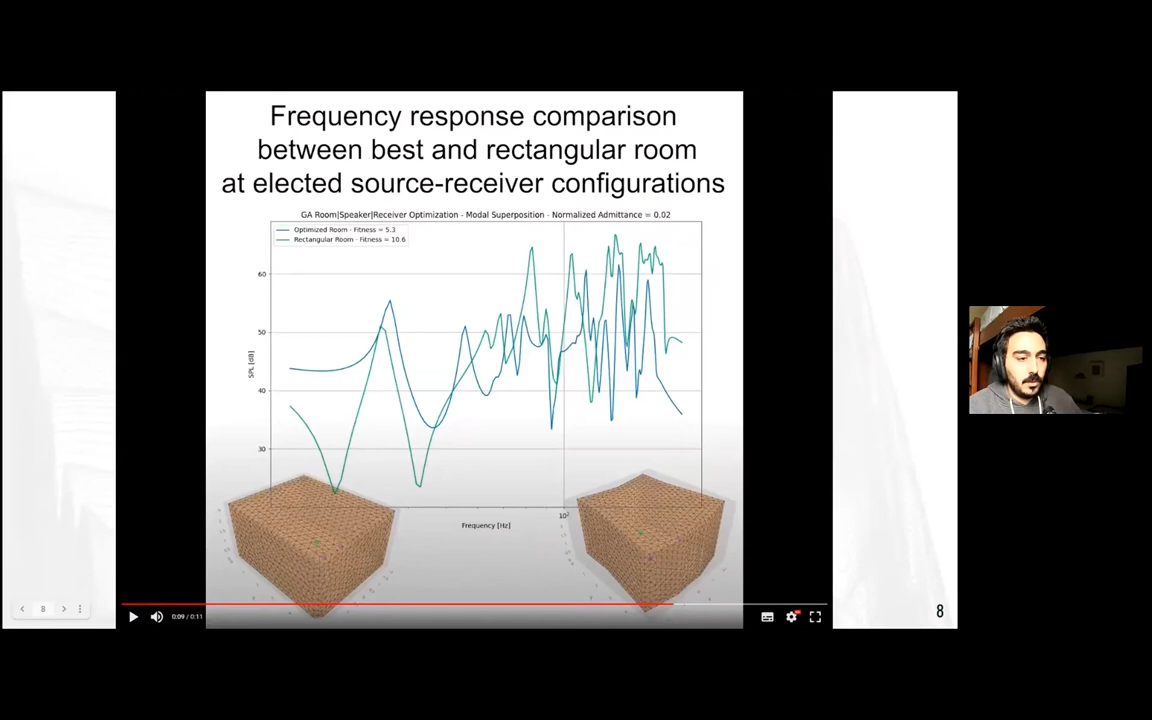 Frequency response comparison
between best and rectangular room
at elected source-receiver configurations
GA Room|Speaker|Receiver Optimization - Modal Superposition - Normalized Admittance = 0.02
Optimized Room - Fitness = 5.3
Rectangular Room - Fitness = 10.6
60
50
40
30
SPL [dB]
10²
Frequency [Hz]
8
8
0:09 / 0:11